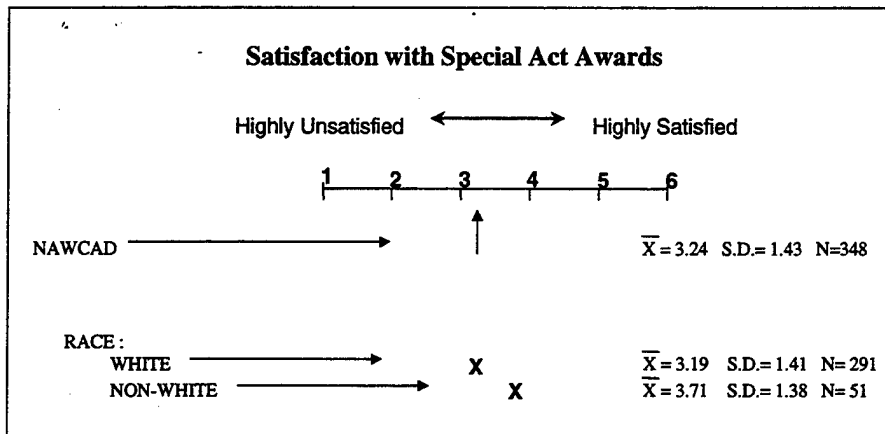 Satisfaction with Special Act Awards
Highly Unsatisfied Highly Satisfied
1 2 3 4 5 6
NAWCAD X̅ = 3.24 S.D.= 1.43 N=348
RACE :
WHITE X X̅ = 3.19 S.D.= 1.41 N= 291
NON-WHITE X X̅ = 3.71 S.D.= 1.38 N= 51